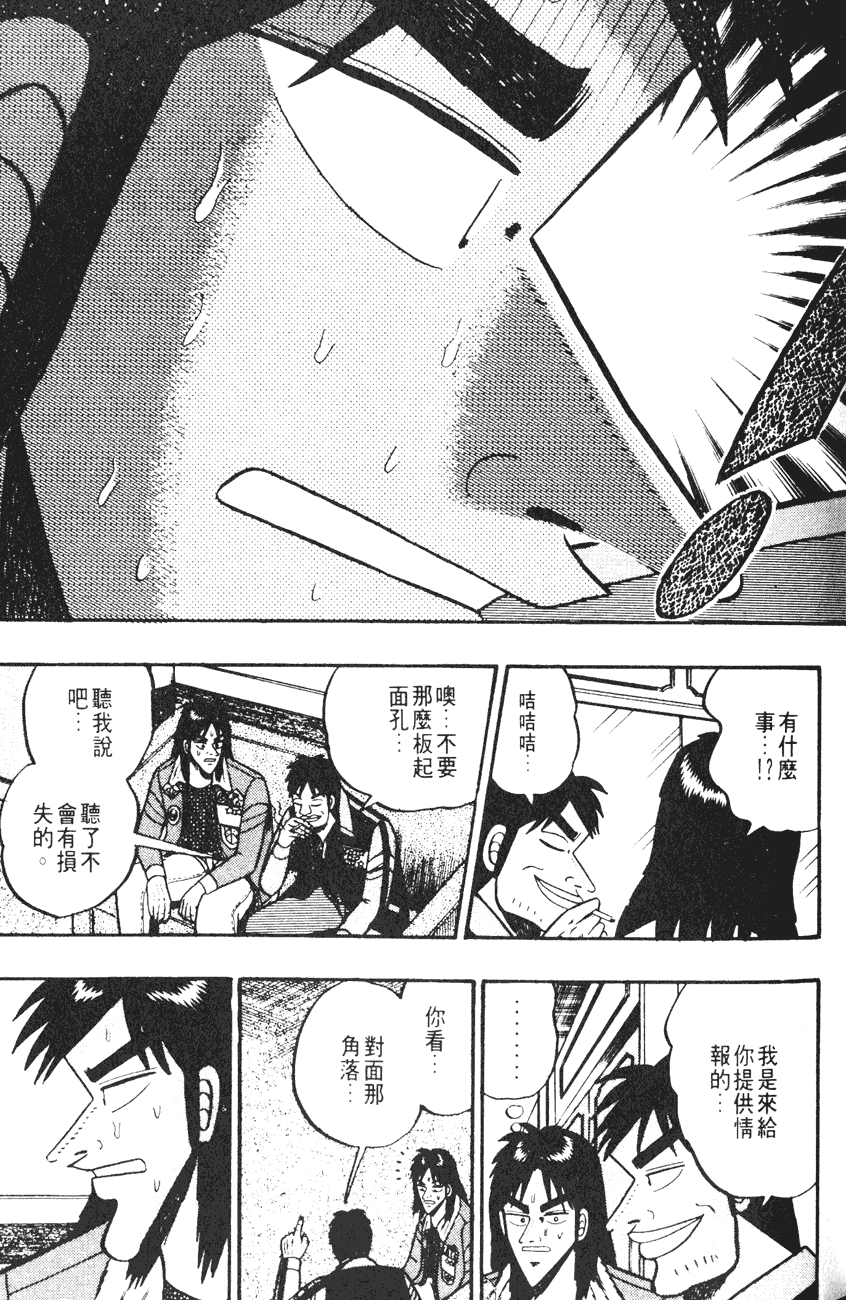 有什麼
事…!?
咭咭咭…
噢…不要
那麼板起
面孔…
聽我說
吧…
聽了不
會有損
失的。
我是來給
你提供情
報的…
………
你看…
對面那
角落…